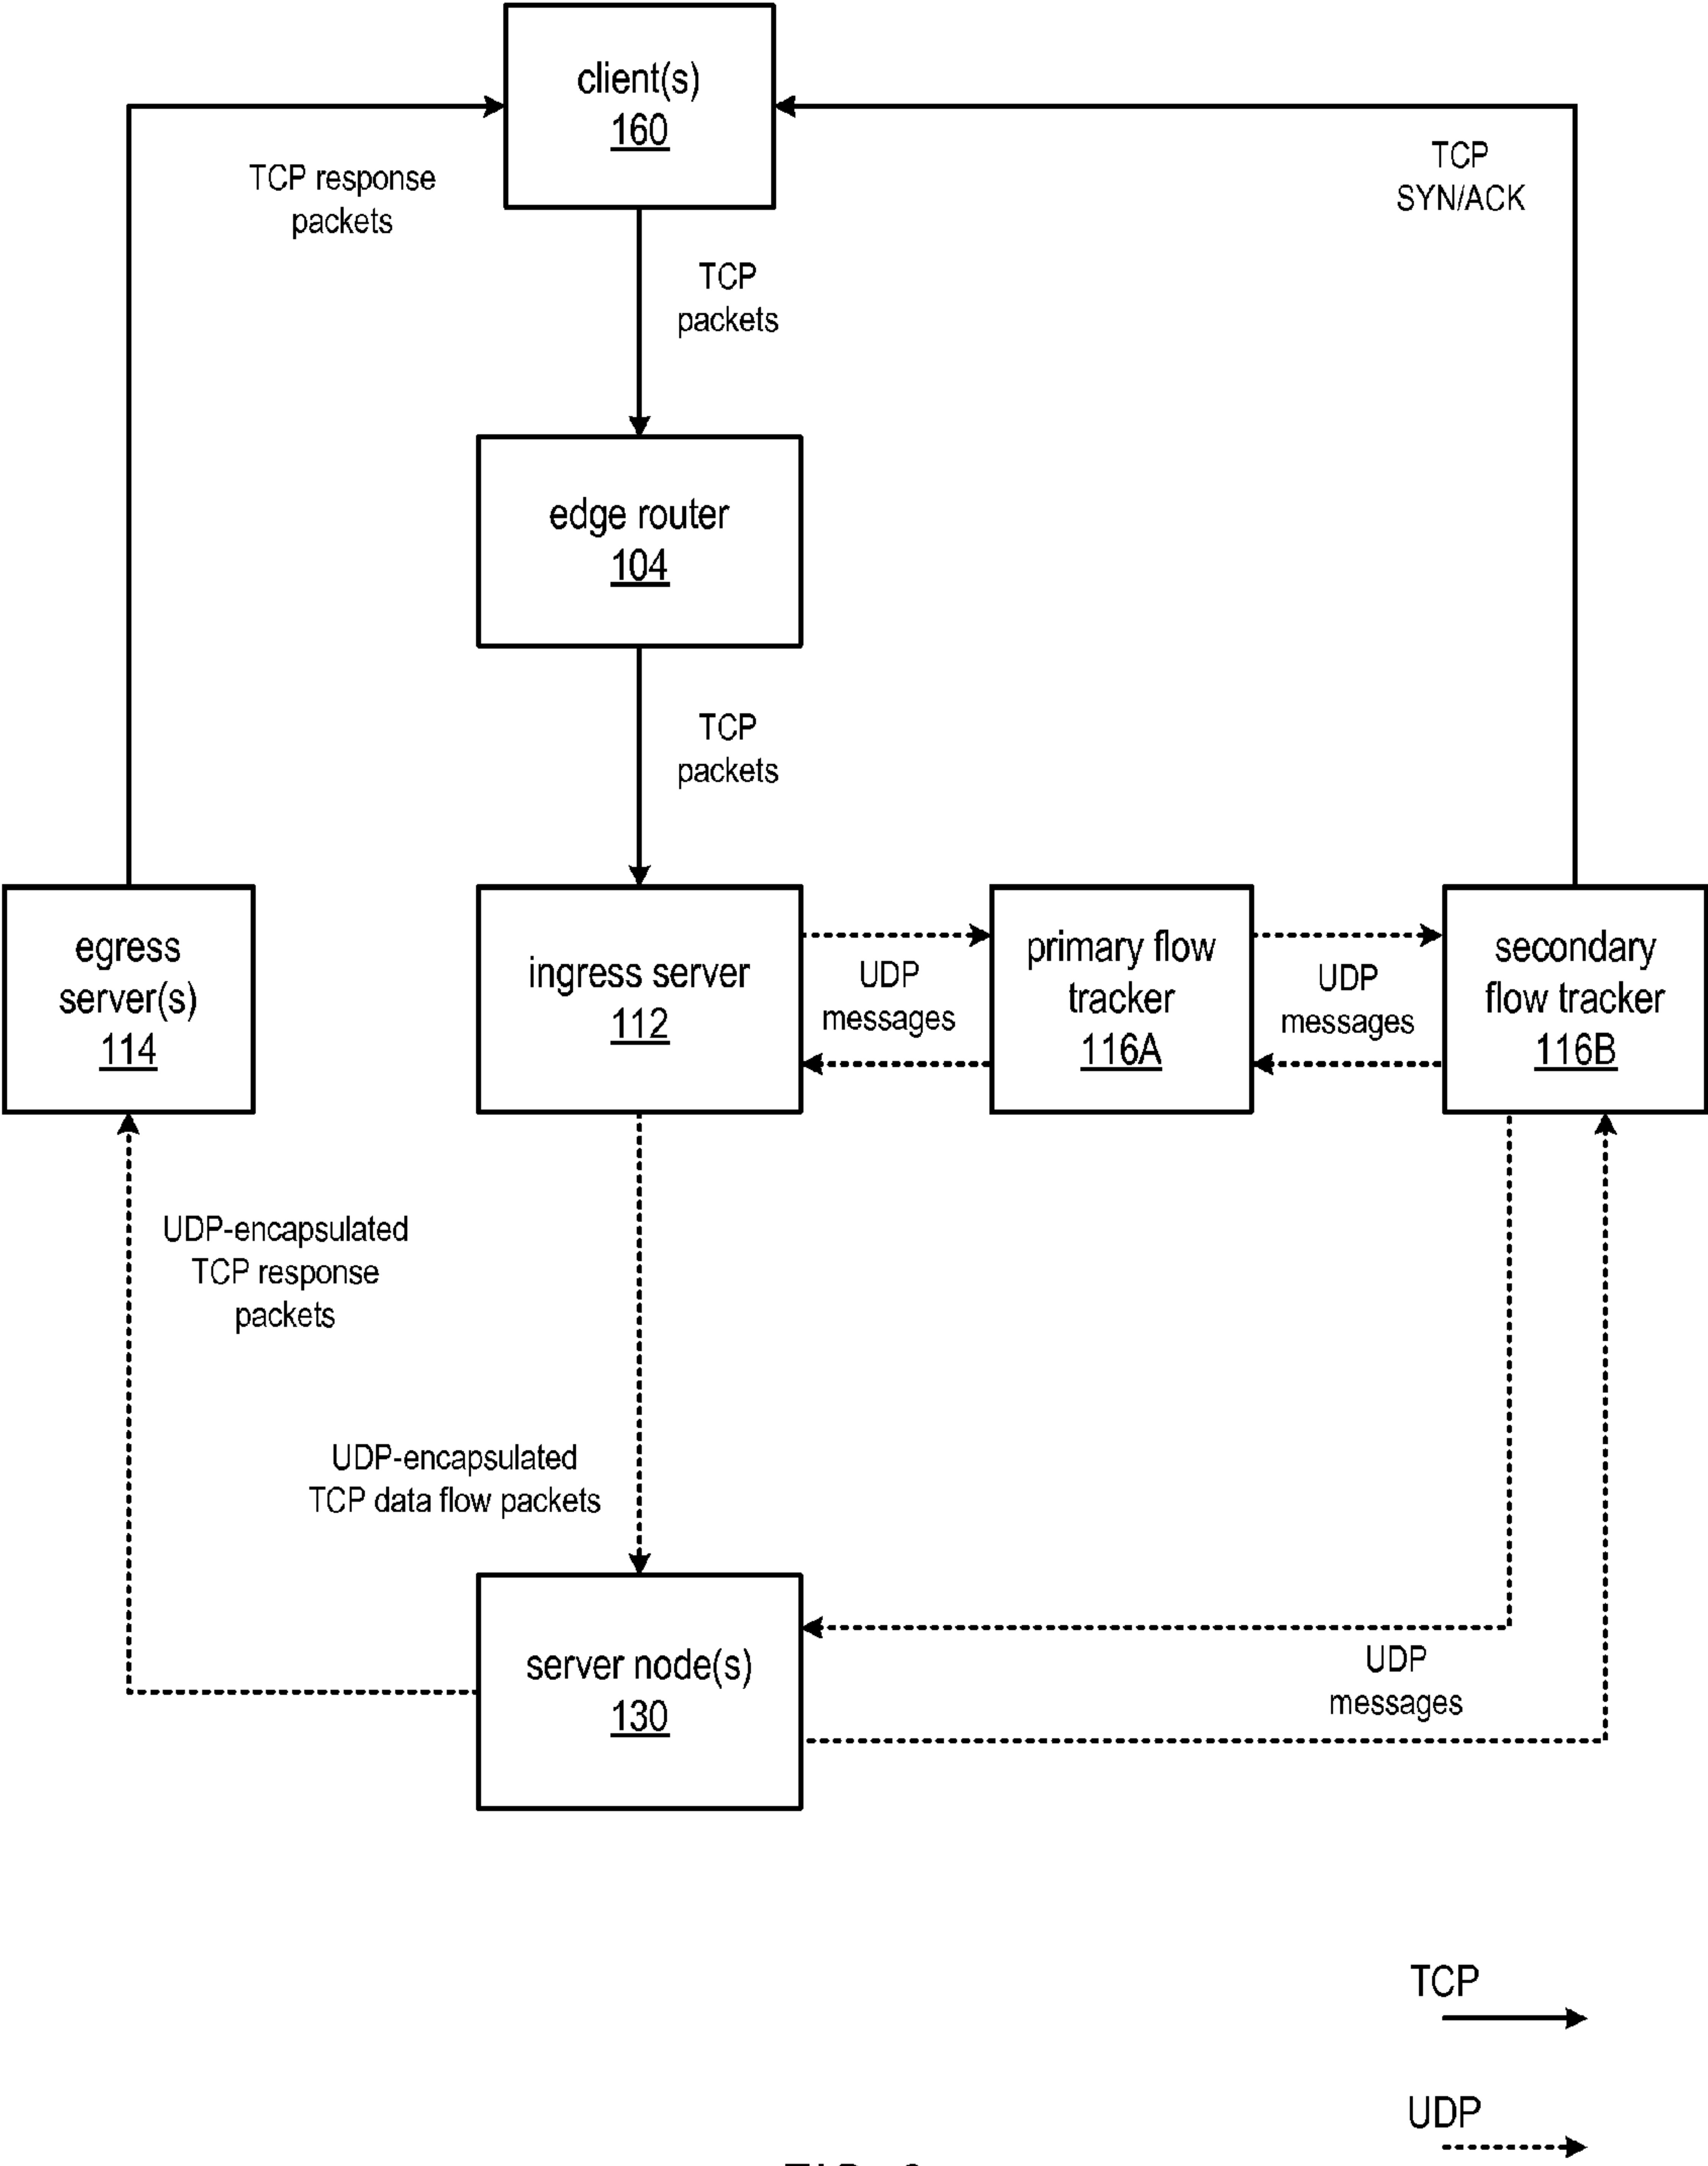 client(s)
160
TCP response
packets
TCP
SYN/ACK
TCP
packets
edge router
104
TCP
packets
egress
server(s)
114
ingress server
112
UDP
messages
primary flow
tracker
116A
UDP
messages
secondary
flow tracker
116B
UDP-encapsulated
TCP response
packets
UDP-encapsulated
TCP data flow packets
server node(s)
130
UDP
messages
TCP
UDP